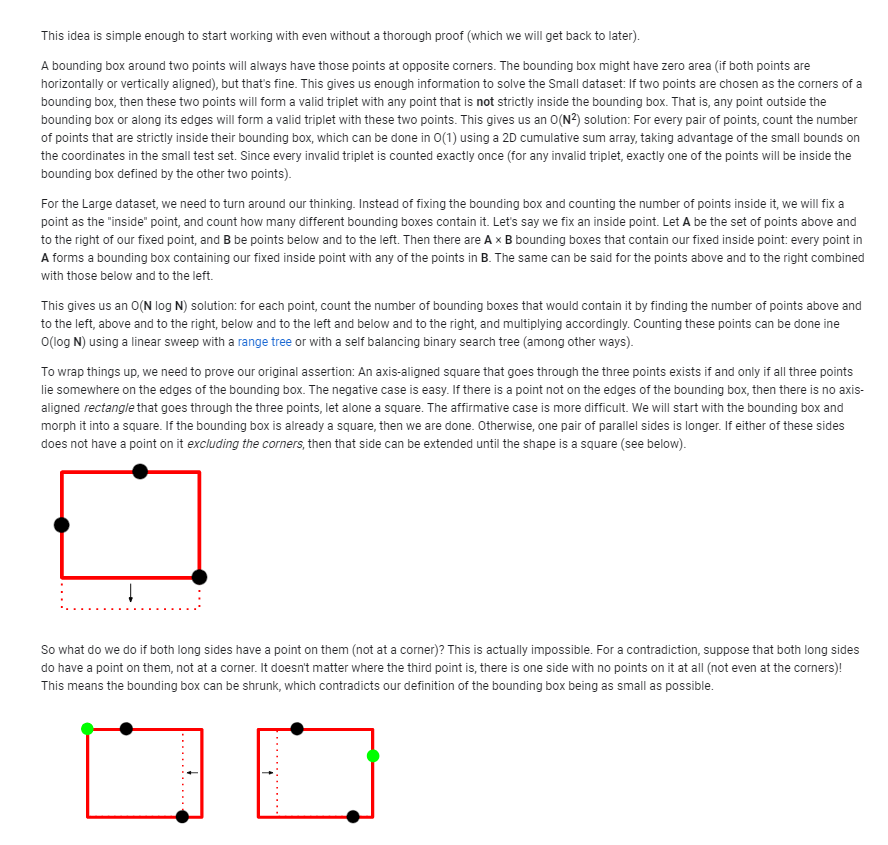 This idea is simple enough to start working with even without a thorough proof (which we will get back to later).
A bounding box around two points will always have those points at opposite corners. The bounding box might have zero area (if both points are
horizontally or vertically aligned), but that's fine. This gives us enough information to solve the Small dataset: If two points are chosen as the corners of a
bounding box, then these two points will form a valid triplet with any point that is not strictly inside the bounding box. That is, any point outside the
bounding box or along its edges will form a valid triplet with these two points. This gives us an O(N²) solution: For every pair of points, count the number
of points that are strictly inside their bounding box, which can be done in O(1) using a 2D cumulative sum array, taking advantage of the small bounds on
the coordinates in the small test set. Since every invalid triplet is counted exactly once (for any invalid triplet, exactly one of the points will be inside the
bounding box defined by the other two points).
For the Large dataset, we need to turn around our thinking. Instead of fixing the bounding box and counting the number of points inside it, we will fix a
point as the "inside" point, and count how many different bounding boxes contain it. Let's say we fix an inside point. Let A be the set of points above and
to the right of our fixed point, and B be points below and to the left. Then there are A × B bounding boxes that contain our fixed inside point: every point in
A forms a bounding box containing our fixed inside point with any of the points in B. The same can be said for the points above and to the right combined
with those below and to the left.
This gives us an O(N log N) solution: for each point, count the number of bounding boxes that would contain it by finding the number of points above and
to the left, above and to the right, below and to the left and below and to the right, and multiplying accordingly. Counting these points can be done ine
O(log N) using a linear sweep with a range tree or with a self balancing binary search tree (among other ways).
To wrap things up, we need to prove our original assertion: An axis-aligned square that goes through the three points exists if and only if all three points
lie somewhere on the edges of the bounding box. The negative case is easy. If there is a point not on the edges of the bounding box, then there is no axis-
aligned rectangle that goes through the three points, let alone a square. The affirmative case is more difficult. We will start with the bounding box and
morph it into a square. If the bounding box is already a square, then we are done. Otherwise, one pair of parallel sides is longer. If either of these sides
does not have a point on it excluding the corners, then that side can be extended until the shape is a square (see below).
So what do we do if both long sides have a point on them (not at a corner)? This is actually impossible. For a contradiction, suppose that both long sides
do have a point on them, not at a corner. It doesn't matter where the third point is, there is one side with no points on it at all (not even at the corners)!
This means the bounding box can be shrunk, which contradicts our definition of the bounding box being as small as possible.